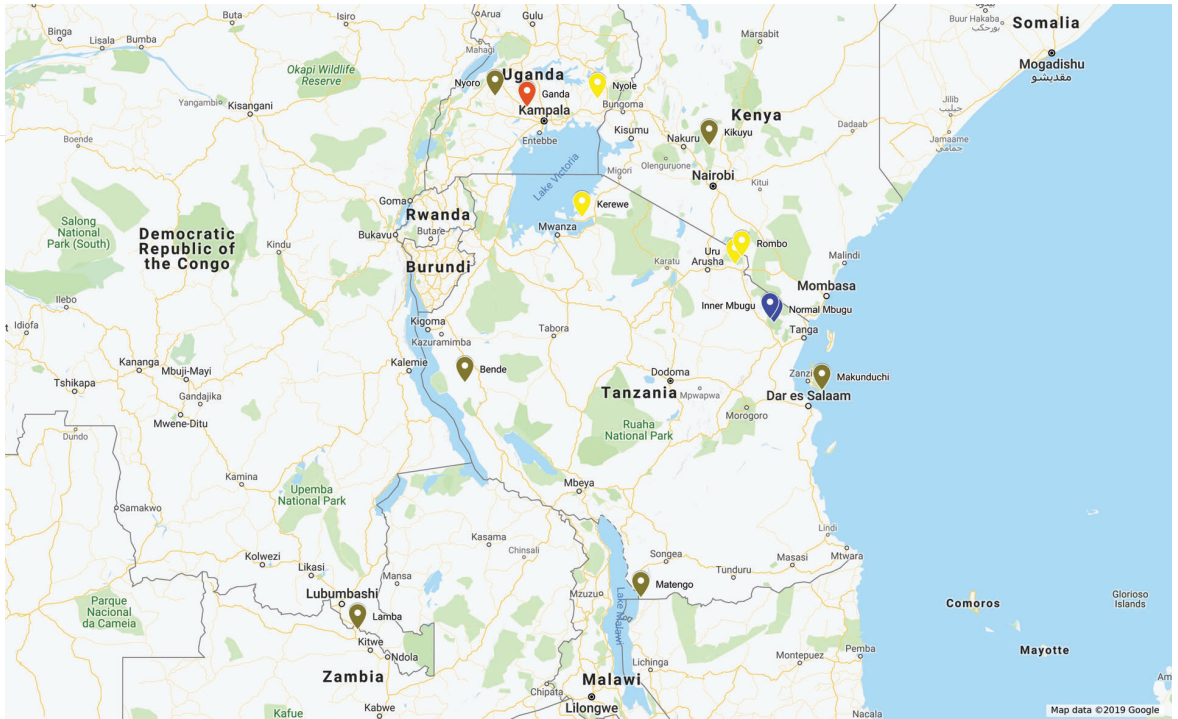 Binga
Lisala
Bumba
Buta
Isiro
Arua
Gulu
Mahagi
Marsabit
Buur Hakaba
بورحكبة
Somalia
Mogadishu
مقديشو
Okapi Wildlife
Reserve
Nyoro
Uganda
Ganda
Nyole
Kampala
Bungoma
Yangambi
Kisangani
Entebbe
Kisumu
Nakuru
Kenya
Kikuyu
Dadaab
Jilib
جيليب
Jamaame
جمامي
Boende
Lake Victoria
Olenguruone
Migori
Nairobi
Kitui
Goma
Rwanda
Kerewe
Salong
National
Park (South)
Democratic
Republic of
the Congo
Kindu
Bukavu
Butare
Mwanza
Uru
Rombo
Arusha
Karatu
Malindi
Burundi
Mombasa
Ilebo
Inner Mbugu
Normal Mbugu
t
Idiofa
Kigoma
Tabora
Tanga
Kazuramimba
Kananga
Mbuji-Mayi
Kalemie
Bende
Dodoma
Zanzi
Makunduchi
Tshikapa
Gandajika
Tanzania
Mpwapwa
Dar es Salaam
Mwene-Ditu
Morogoro
Dundo
Ruaha
National Park
Kamina
Mbeya
Upemba
National Park
Samakwo
Lindi
Kasama
Chinsali
Kolwezi
Likasi
Mansa
Songea
Masasi
Mtwara
Tunduru
Matengo
Lubumbashi
Mzuzu
Lake Malawi
Parque
Nacional
da Cameia
Lamba
Comoros
Glorioso
Islands
Kitwe
Ndola
Lichinga
Montepuez
Pemba
Mayotte
Zambia
Malawi
Chipata
Lilongwe
Kabwe
Kafue
Nacala
Am
Map data ©2019 Google